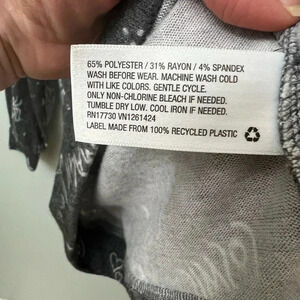 65% POLYESTER / 31% RAYON / 4% SPANDEX
WASH BEFORE WEAR. MACHINE WASH COLD
WITH LIKE COLORS. GENTLE CYCLE.
ONLY NON-CHLORINE BLEACH IF NEEDED.
TUMBLE DRY LOW. COOL IRON IF NEEDED.
RN17730 VN1261424
LABEL MADE FROM 100% RECYCLED PLASTIC